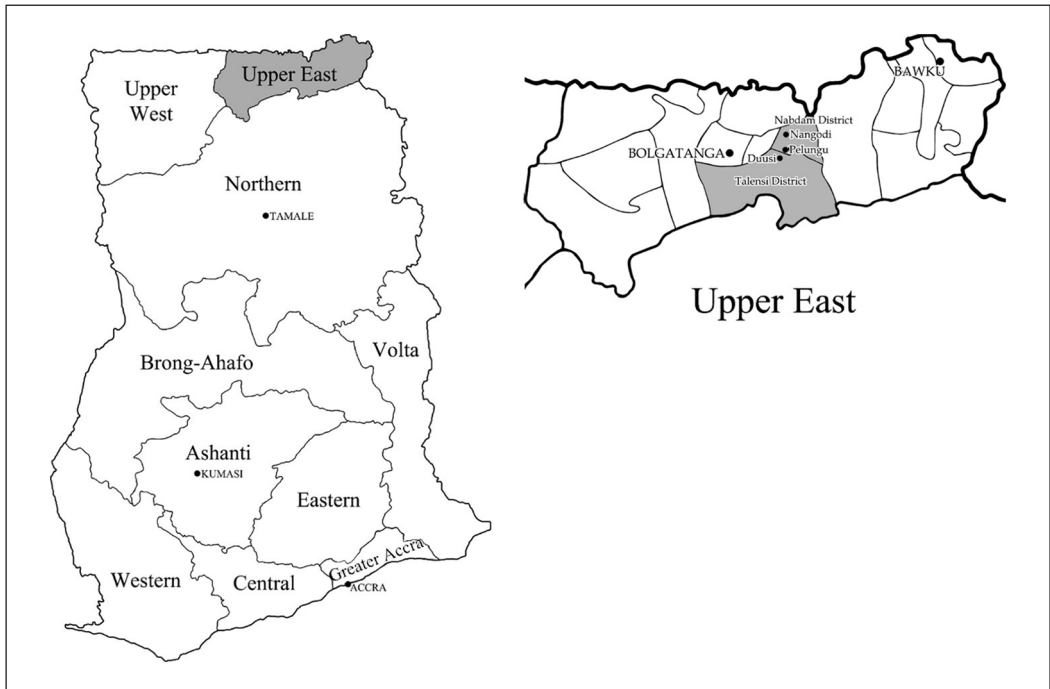 Upper East
Upper
West
Northern
TAMALE
Brong-Ahafo
Volta
Ashanti
KUMASI
Eastern
Greater Accra
Western
Central
ACCRA
BAWKU
Nabdam District
Nangodi
BOLGATANGA
Pelungu
Duusi
Talensi District
Upper East